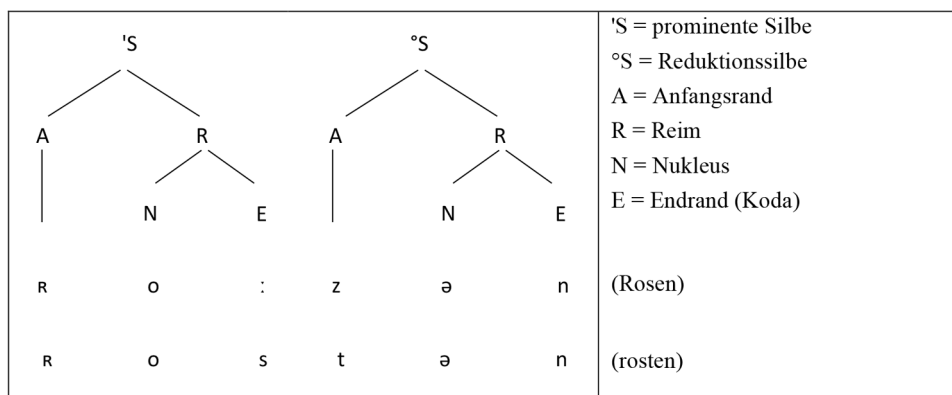 'S °S
A R A R
N E N E
ʀ o ː z ə n (Rosen)
ʀ o s t ə n (rosten)
'S = prominente Silbe
°S = Reduktionssilbe
A = Anfangsrand
R = Reim
N = Nukleus
E = Endrand (Koda)